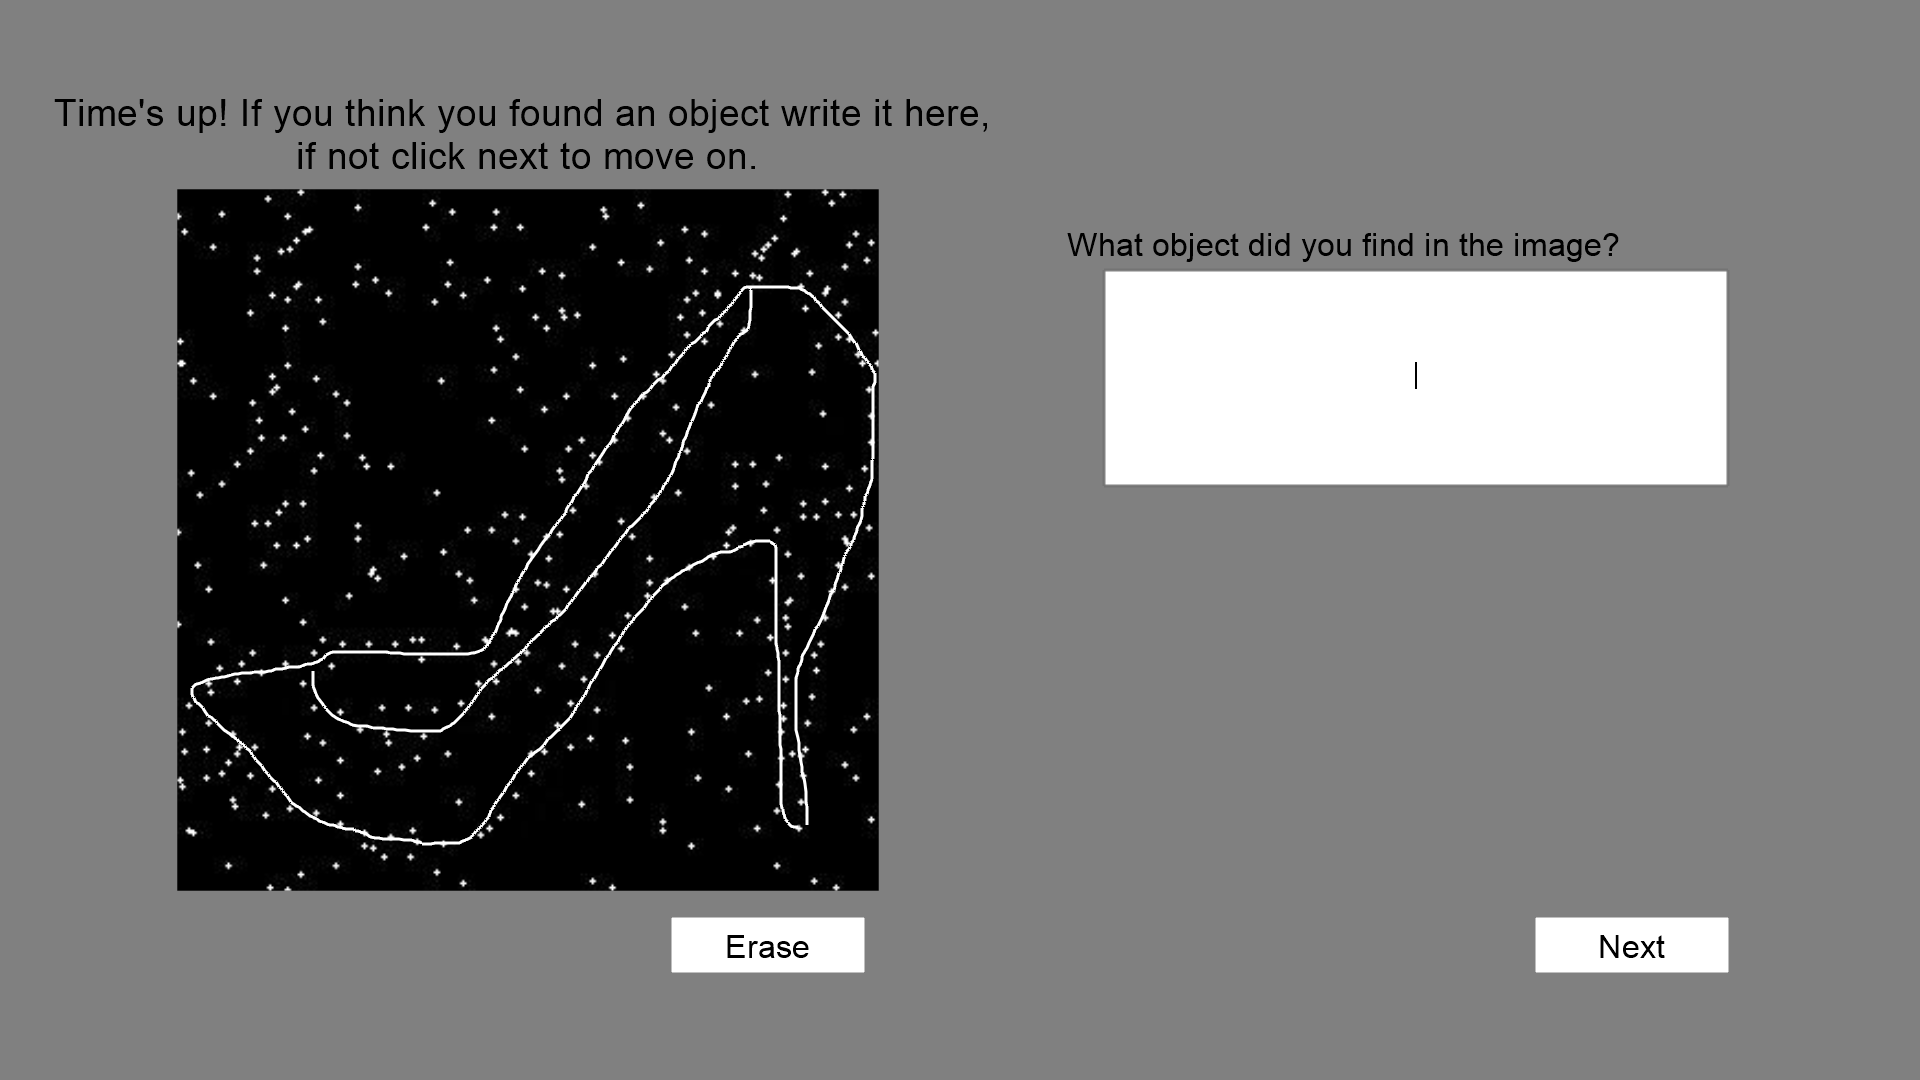 Time's up! If you think you found an object write it here,
if not click next to move on.
What object did you find in the image?
Erase
Next